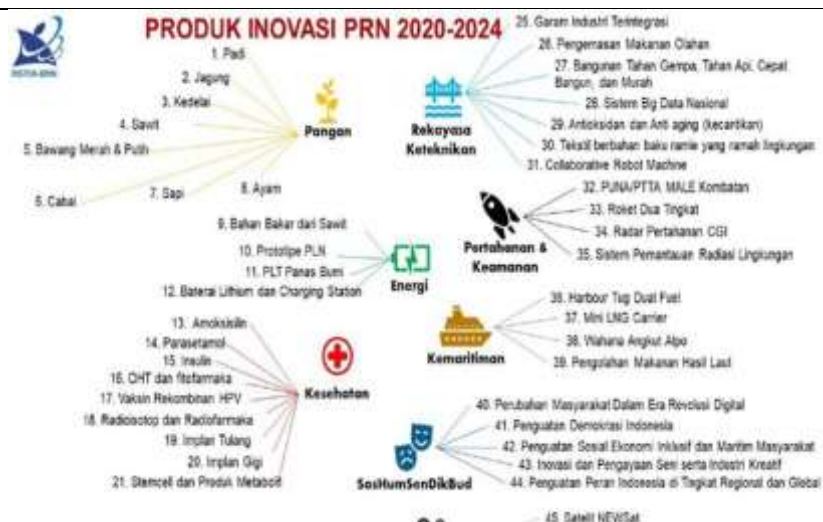 PRODUK INOVASI PRN 2020-2024
1. Padi
2. Jagung
3. Kedelai
4. Sawit
5. Bawang Merah & Putih
6. Cabai
7. Sapi
8. Ayam
Pangan
9. Bahan Bakar dari Sawit
10. Prototipe PLN
11. PLT Panas Bumi
12. Baterai Lithium dan Charging Station
Energi
13. Amoksisilin
14. Parasetamol
15. Insulin
16. OHT dan fitofarmaka
17. Vaksin Rekombinan HPV
18. Radioisotop dan Radiofarmaka
19. Implan Tulang
20. Implan Gigi
21. Stemcell dan Produk Metabolit
Kesehatan
25. Garam Industri Terintegrasi
26. Pengemasan Makanan Olahan
27. Bangunan Tahan Gempa, Tahan Api, Cepat
Bangun, dan Murah
28. Sistem Big Data Nasional
29. Antioksidan dan Anti aging (kecantikan)
30. Tekstil berbahan baku ramie yang ramah lingkungan
31. Collaborative Robot Machine
Rekayasa
Keteknikan
32. PUNA/PTTA MALE Kombatan
33. Roket Dua Tingkat
34. Radar Pertahanan CGI
35. Sistem Pemantauan Radiasi Lingkungan
Pertahanan &
Keamanan
36. Harbour Tug Dual Fuel
37. Mini LNG Carrier
38. Wahana Angkut Alpo
39. Pengolahan Makanan Hasil Laut
Kemaritiman
40. Perubahan Masyarakat Dalam Era Revolusi Digital
41. Penguatan Demokrasi Indonesia
42. Penguatan Sosial Ekonomi Inklusif dan Maritim Masyarakat
43. Inovasi dan Pengayaan Seni serta Industri Kreatif
44. Penguatan Peran Indonesia di Tingkat Regional dan Global
SosHumSenDikBud
45. Satelit NEWSat